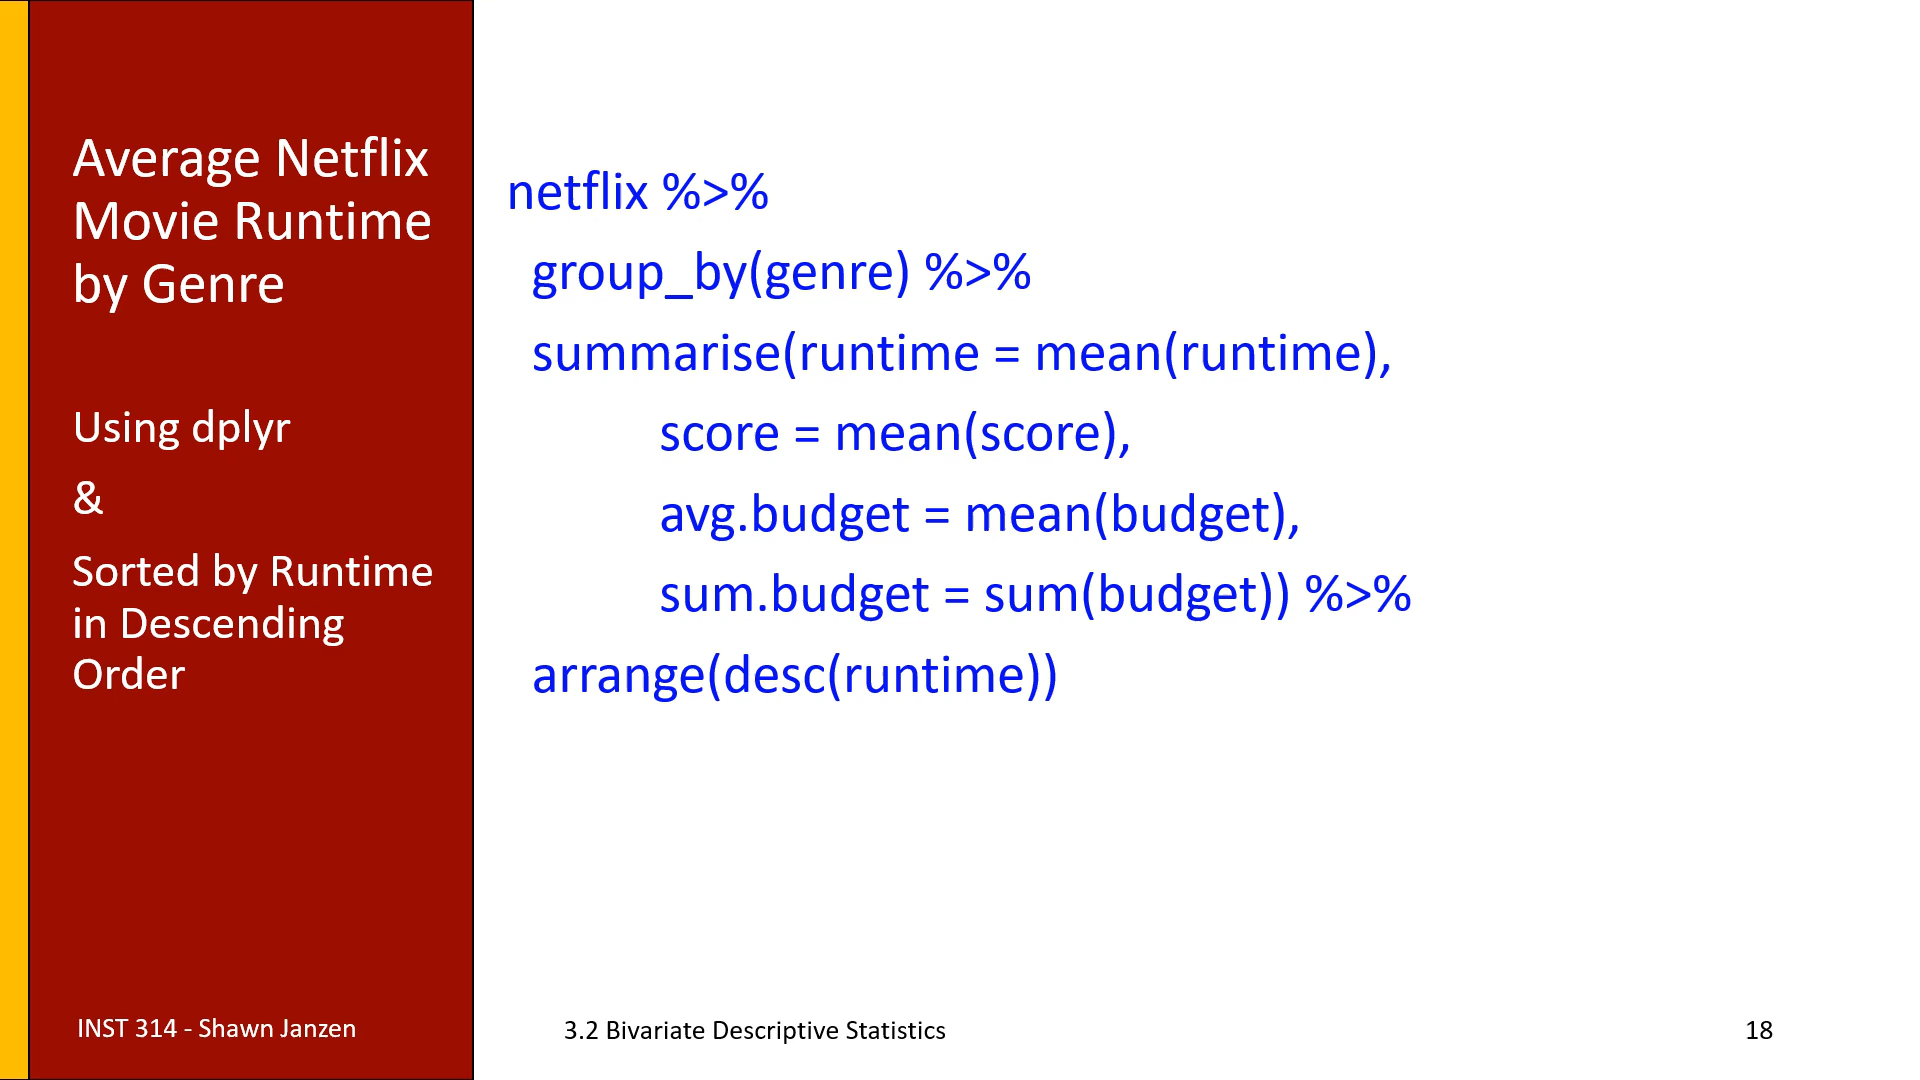 Average Netflix
Movie Runtime
by Genre
Using dplyr
&
Sorted by Runtime
in Descending
Order
netflix %>%
group_by(genre) %>%
summarise(runtime = mean(runtime),
score = mean(score),
avg.budget = mean(budget),
sum.budget = sum(budget)) %>%
arrange(desc(runtime))
INST 314 - Shawn Janzen
3.2 Bivariate Descriptive Statistics
18